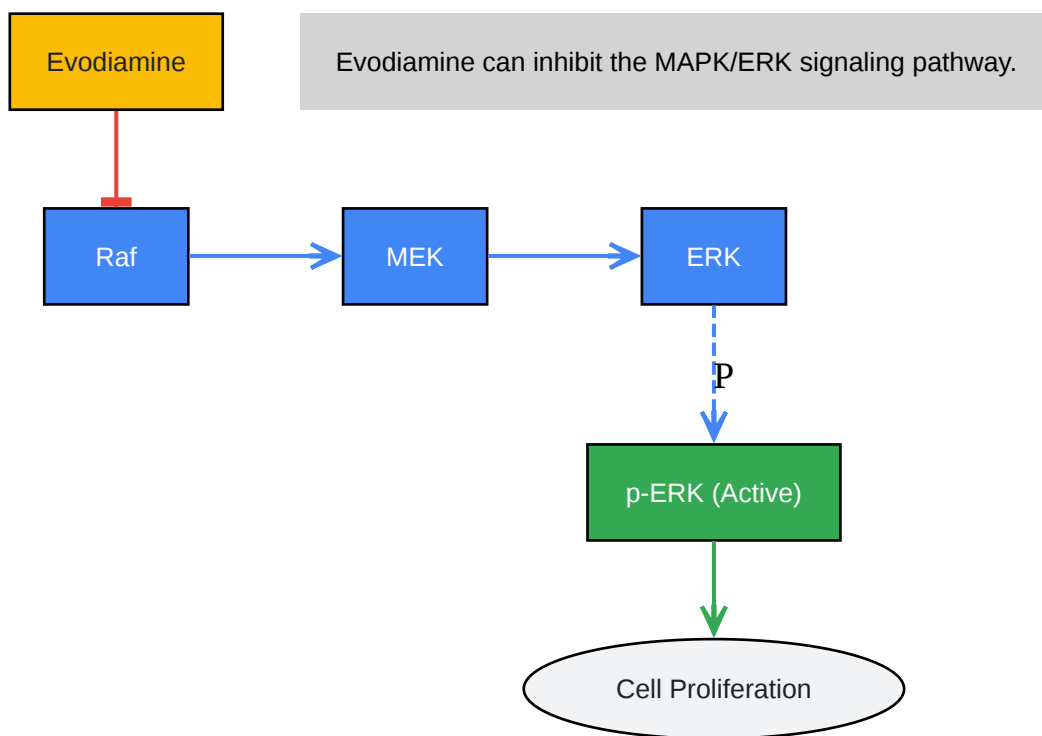 Evodiamine
Evodiamine can inhibit the MAPK/ERK signaling pathway.
Raf
MEK
ERK
P
p-ERK (Active)
Cell Proliferation